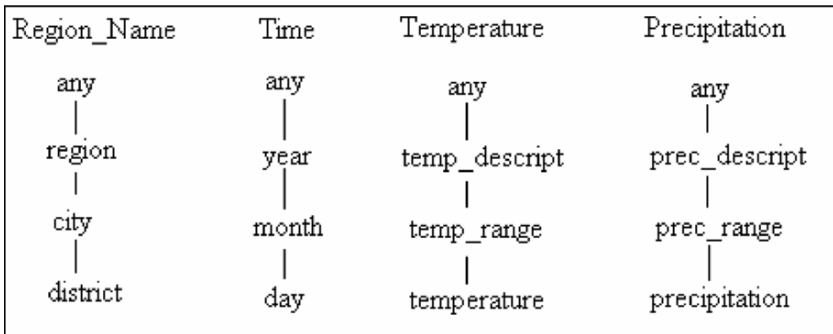 Region_Name Time Temperature Precipitation
any any any any
region year temp_descript prec_descript
city month temp_range prec_range
district day temperature precipitation